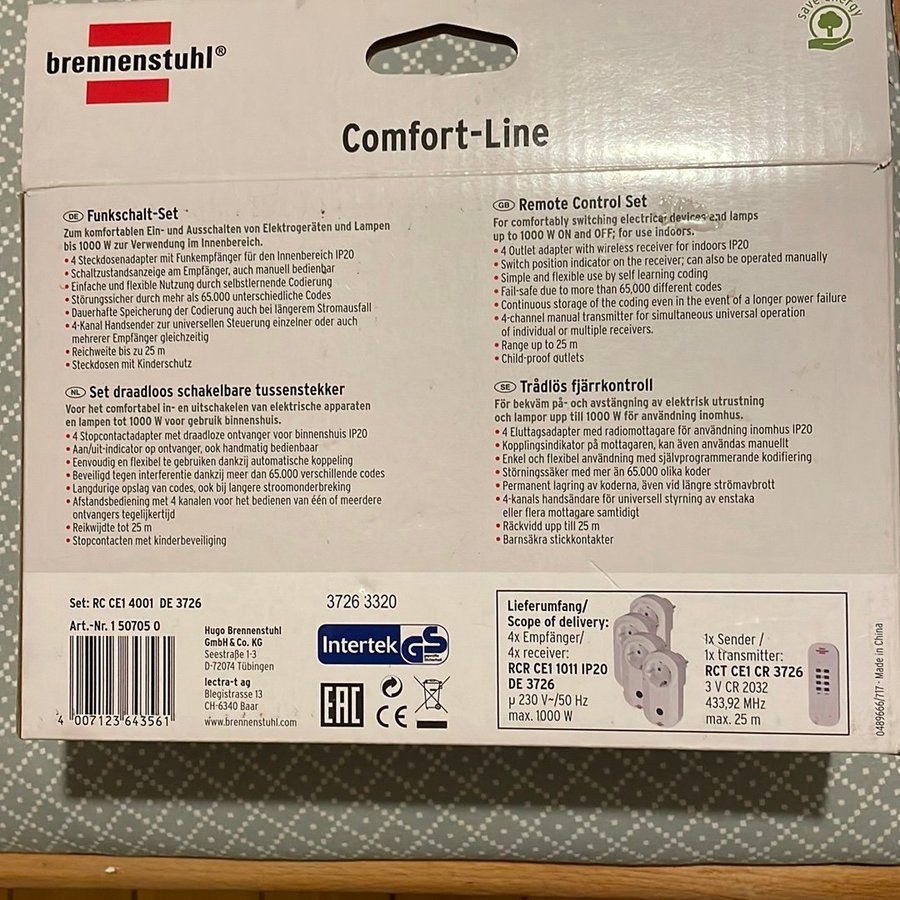 save energy
brennenstuhl®
Comfort-Line
DE Funkschalt-Set
Zum komfortablen Ein- und Ausschalten von Elektrogeräten und Lampen
bis 1000 W zur Verwendung im Innenbereich.
• 4 Steckdosenadapter mit Funkempfänger für den Innenbereich IP20
• Schaltzustandsanzeige am Empfänger, auch manuell bedienbar
• Einfache und flexible Nutzung durch selbstlernende Codierung
• Störungssicher durch mehr als 65.000 unterschiedliche Codes
• Dauerhafte Speicherung der Codierung auch bei längerem Stromausfall
• 4-Kanal Handsender zur universellen Steuerung einzelner oder auch
mehrerer Empfänger gleichzeitig
• Reichweite bis zu 25 m
• Steckdosen mit Kinderschutz
GB Remote Control Set
For comfortably switching electrical devices and lamps
up to 1000 W ON and OFF; for use indoors.
• 4 Outlet adapter with wireless receiver for indoors IP20
• Switch position indicator on the receiver; can also be operated manually
• Simple and flexible use by self learning coding
• Fail-safe due to more than 65,000 different codes
• Continuous storage of the coding even in the event of a longer power failure
• 4-channel manual transmitter for simultaneous universal operation
of individual or multiple receivers.
• Range up to 25 m
• Child-proof outlets
NL Set draadloos schakelbare tussenstekker
Voor het comfortabel in- en uitschakelen van elektrische apparaten
en lampen tot 1000 W voor gebruik binnenshuis.
• 4 Stopcontactadapter met draadloze ontvanger voor binnenshuis IP20
• Aan/uit-indicator op ontvanger, ook handmatig bedienbaar
• Eenvoudig en flexibel te gebruiken dankzij automatische koppeling
• Beveiligd tegen interferentie dankzij meer dan 65.000 verschillende codes
• Langdurige opslag van codes, ook bij langere stroomonderbreking
• Afstandsbediening met 4 kanalen voor het bedienen van één of meerdere
ontvangers tegelijkertijd
• Reikwijdte tot 25 m
• Stopcontacten met kinderbeveiliging
SE Trådlös fjärrkontroll
För bekväm på- och avstängning av elektrisk utrustning
och lampor upp till 1000 W för användning inomhus.
• 4 Eluttagsadapter med radiomottagare för användning inomhus IP20
• Kopplingsindikator på mottagaren, kan även användas manuellt
• Enkel och flexibel användning med självprogrammerande kodifiering
• Störningssäker med mer än 65.000 olika koder
• Permanent lagring av koderna, även vid längre strömavbrott
• 4-kanals handsändare för universell styrning av enstaka
eller flera mottagare samtidigt
• Räckvidd upp till 25 m
• Barnsäkra stickkontakter
Set: RC CE1 4001 DE 3726
Art.-Nr. 1 50705 0
4 007123 643561
Hugo Brennenstuhl
GmbH & Co. KG
Seestraße 1-3
D-72074 Tübingen
lectra-t ag
Blegistrasse 13
CH-6340 Baar
www.brennenstuhl.com
3726 3320
Intertek GS
geprüfte
Sicherheit
EAC
CE
Lieferumfang/
Scope of delivery:
4x Empfänger/
4x receiver:
RCR CE1 1011 IP20
DE 3726
µ 230 V~/50 Hz
max. 1000 W
1x Sender /
1x transmitter:
RCT CE1 CR 3726
3 V CR 2032
433,92 MHz
max. 25 m
0489666/717 · Made in China